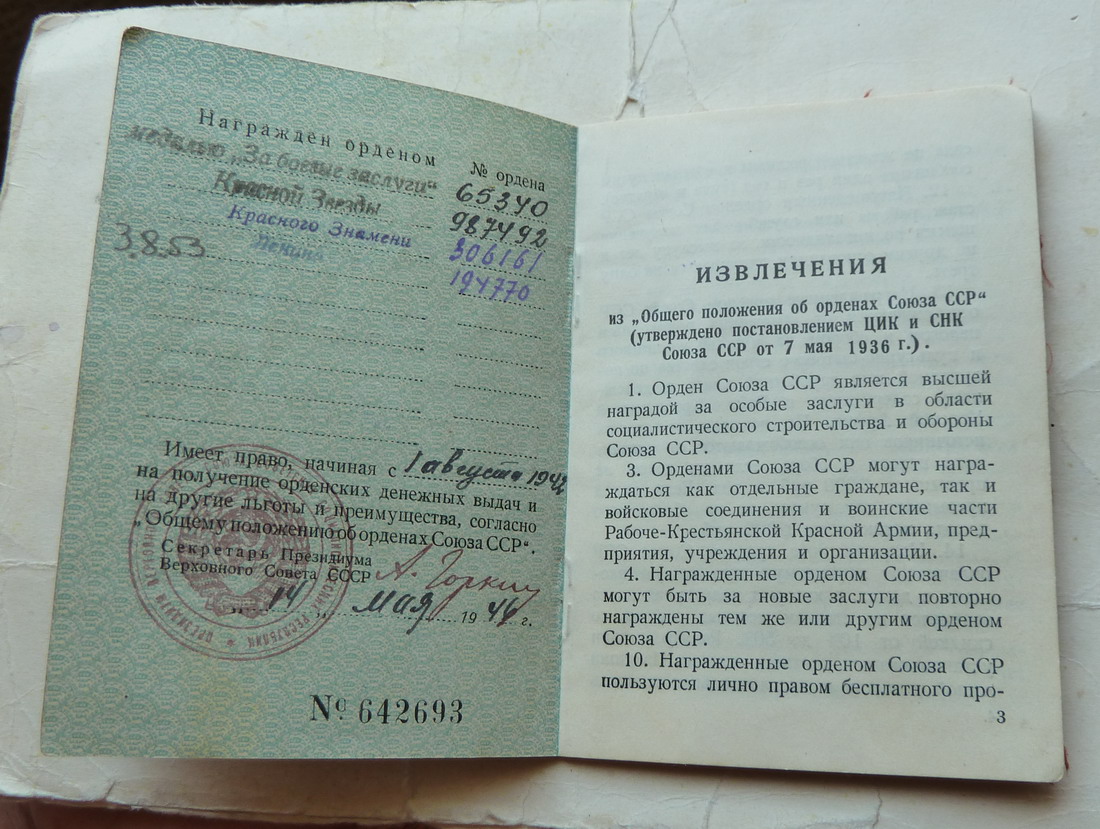 Награжден орденом
№ ордена
медалью „За боевые заслуги“ 65340
Красной Звезды 987492
Красного Знамени 306161
3.8.53 Ленина 194770
Имеет право, начиная с 1 августа 1942
на получение орденских денежных выдач и
на другие льготы и преимущества, согласно
„Общему положению об орденах Союза ССР“.
Секретарь Президиума
Верховного Совета СССР А. Горкин
„ 14 „ мая 1946 г.
№ 642693
ИЗВЛЕЧЕНИЯ
из „Общего положения об орденах Союза ССР“
(утверждено постановлением ЦИК и СНК
Союза ССР от 7 мая 1936 г.).
1. Орден Союза ССР является высшей
наградой за особые заслуги в области
социалистического строительства и обороны
Союза ССР.
3. Орденами Союза ССР могут награ-
ждаться как отдельные граждане, так и
войсковые соединения и воинские части
Рабоче-Крестьянской Красной Армии, пред-
приятия, учреждения и организации.
4. Награжденные орденом Союза ССР
могут быть за новые заслуги повторно
награждены тем же или другим орденом
Союза ССР.
10. Награжденные орденом Союза ССР
пользуются лично правом бесплатного про-
3